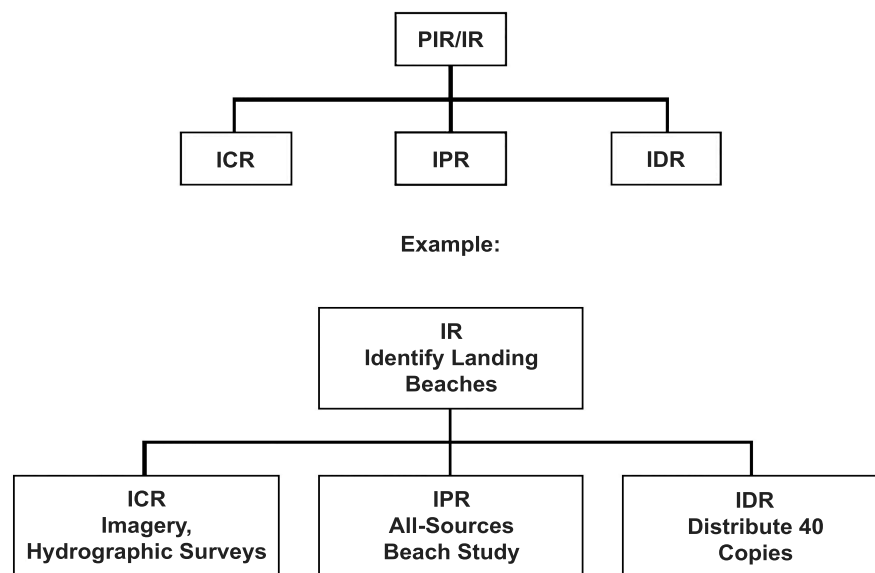 PIR/IR
ICR
IPR
IDR
Example:
IR
Identify Landing
Beaches
ICR
Imagery,
Hydrographic Surveys
IPR
All-Sources
Beach Study
IDR
Distribute 40
Copies